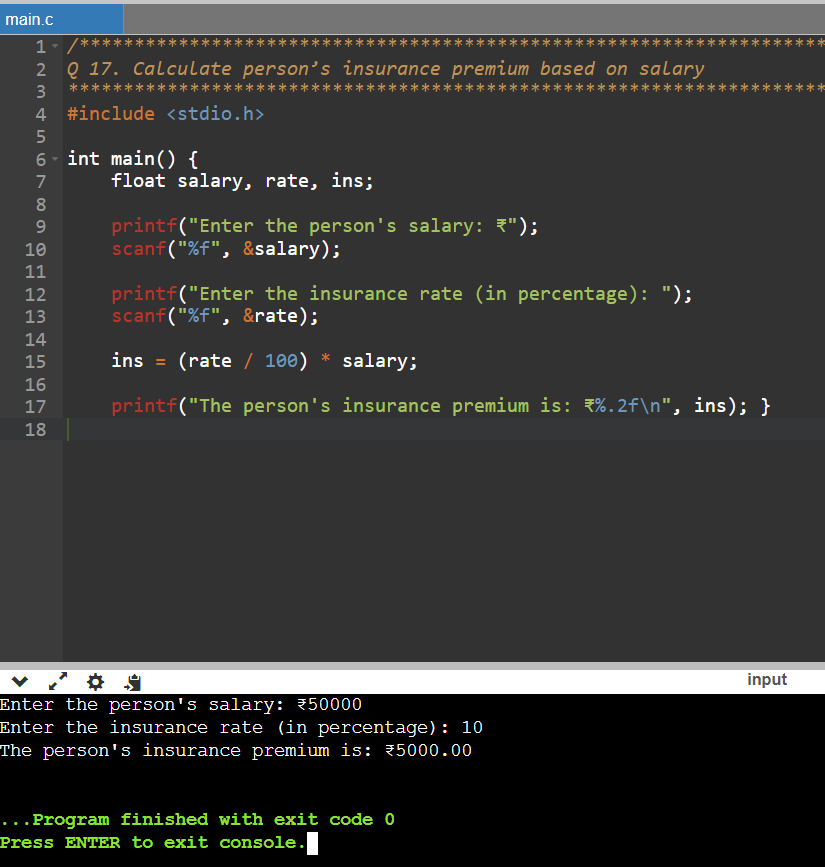 main.c
1 /*********************************************************************
2 Q 17. Calculate person’s insurance premium based on salary
3 *********************************************************************
4 #include <stdio.h>
5
6 int main() {
7 float salary, rate, ins;
8
9 printf("Enter the person's salary: ₹");
10 scanf("%f", &salary);
11
12 printf("Enter the insurance rate (in percentage): ");
13 scanf("%f", &rate);
14
15 ins = (rate / 100) * salary;
16
17 printf("The person's insurance premium is: ₹%.2f\n", ins); }
18
input
Enter the person's salary: ₹50000
Enter the insurance rate (in percentage): 10
The person's insurance premium is: ₹5000.00
...Program finished with exit code 0
Press ENTER to exit console.